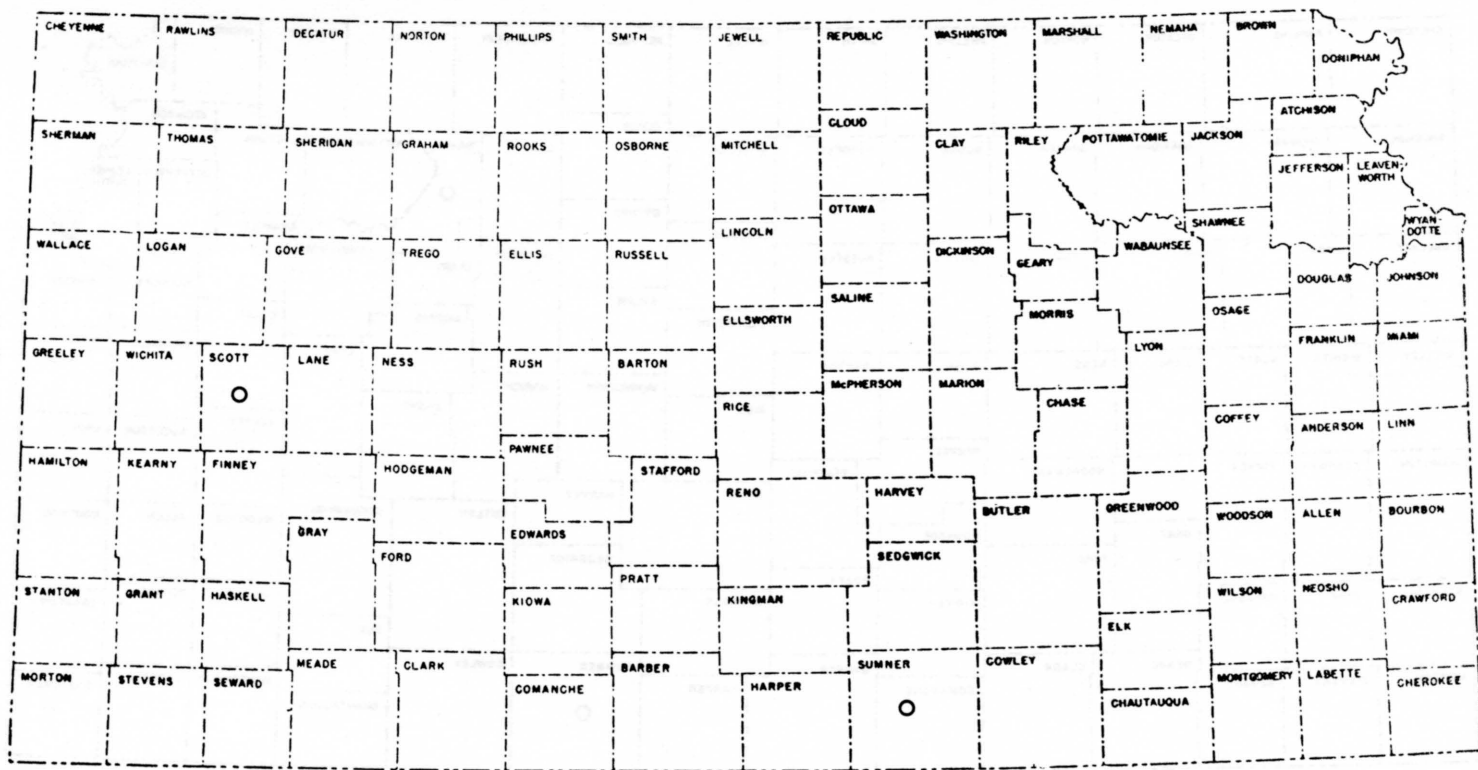 CHEYENNE
RAWLINS
DECATUR
NORTON
PHILLIPS
SMITH
JEWELL
REPUBLIC
WASHINGTON
MARSHALL
NEMAHA
BROWN
DONIPHAN
ATCHISON
CLOUD
SHERMAN
THOMAS
SHERIDAN
GRAHAM
ROOKS
OSBORNE
MITCHELL
CLAY
RILEY
POTTAWATOMIE
JACKSON
JEFFERSON
LEAVEN
WORTH
OTTAWA
LINCOLN
SHAWNEE
WYAN-
DOTTE
WALLACE
LOGAN
GOVE
TREGO
ELLIS
RUSSELL
DICKINSON
GEARY
WABAUNSEE
DOUGLAS
JOHNSON
SALINE
ELLSWORTH
MORRIS
OSAGE
GREELEY
WICHITA
SCOTT
LANE
NESS
RUSH
BARTON
LYON
FRANKLIN
MIAMI
RICE
McPHERSON
MARION
CHASE
COFFEY
ANDERSON
LINN
HAMILTON
KEARNY
FINNEY
HODGEMAN
PAWNEE
STAFFORD
RENO
HARVEY
BUTLER
GREENWOOD
WOODSON
ALLEN
BOURBON
GRAY
FORD
EDWARDS
SEDGWICK
PRATT
STANTON
GRANT
HASKELL
KIOWA
KINGMAN
WILSON
NEOSHO
CRAWFORD
ELK
MEADE
CLARK
BARBER
SUMNER
COWLEY
MORTON
STEVENS
SEWARD
COMANCHE
HARPER
CHAUTAUQUA
MONTGOMERY
LABETTE
CHEROKEE